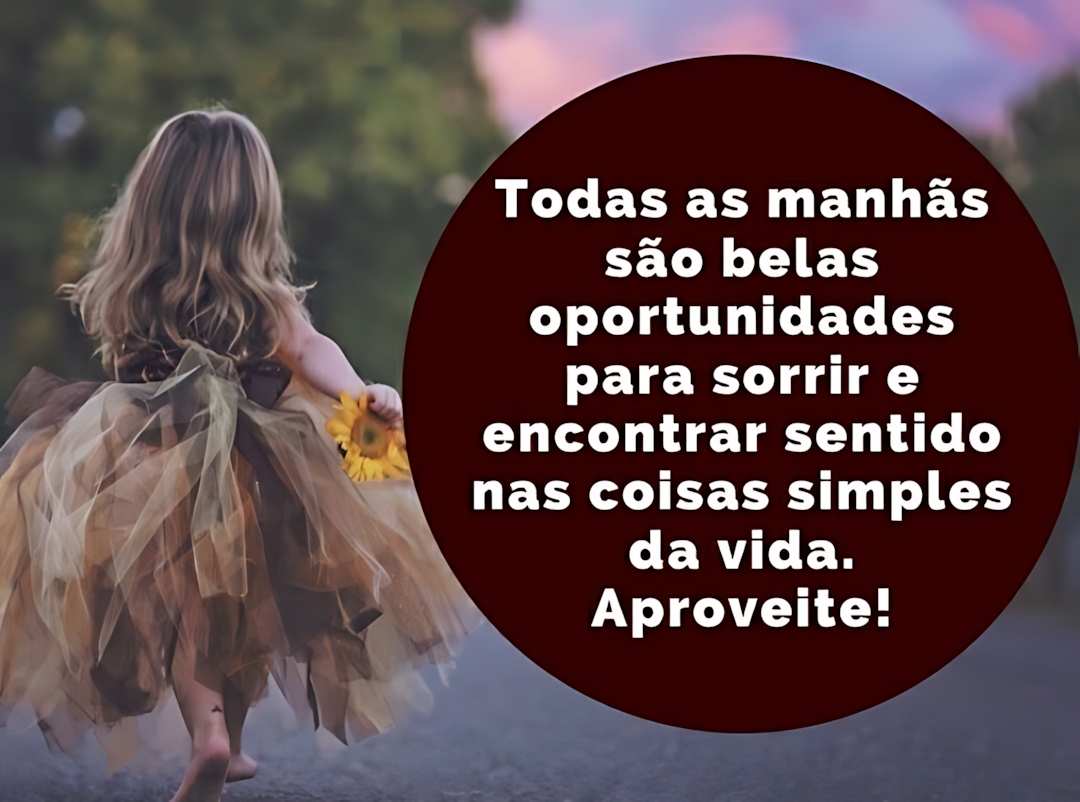 Todas as manhãs
são belas
oportunidades
para sorrir e
encontrar sentido
nas coisas simples
da vida.
Aproveite!